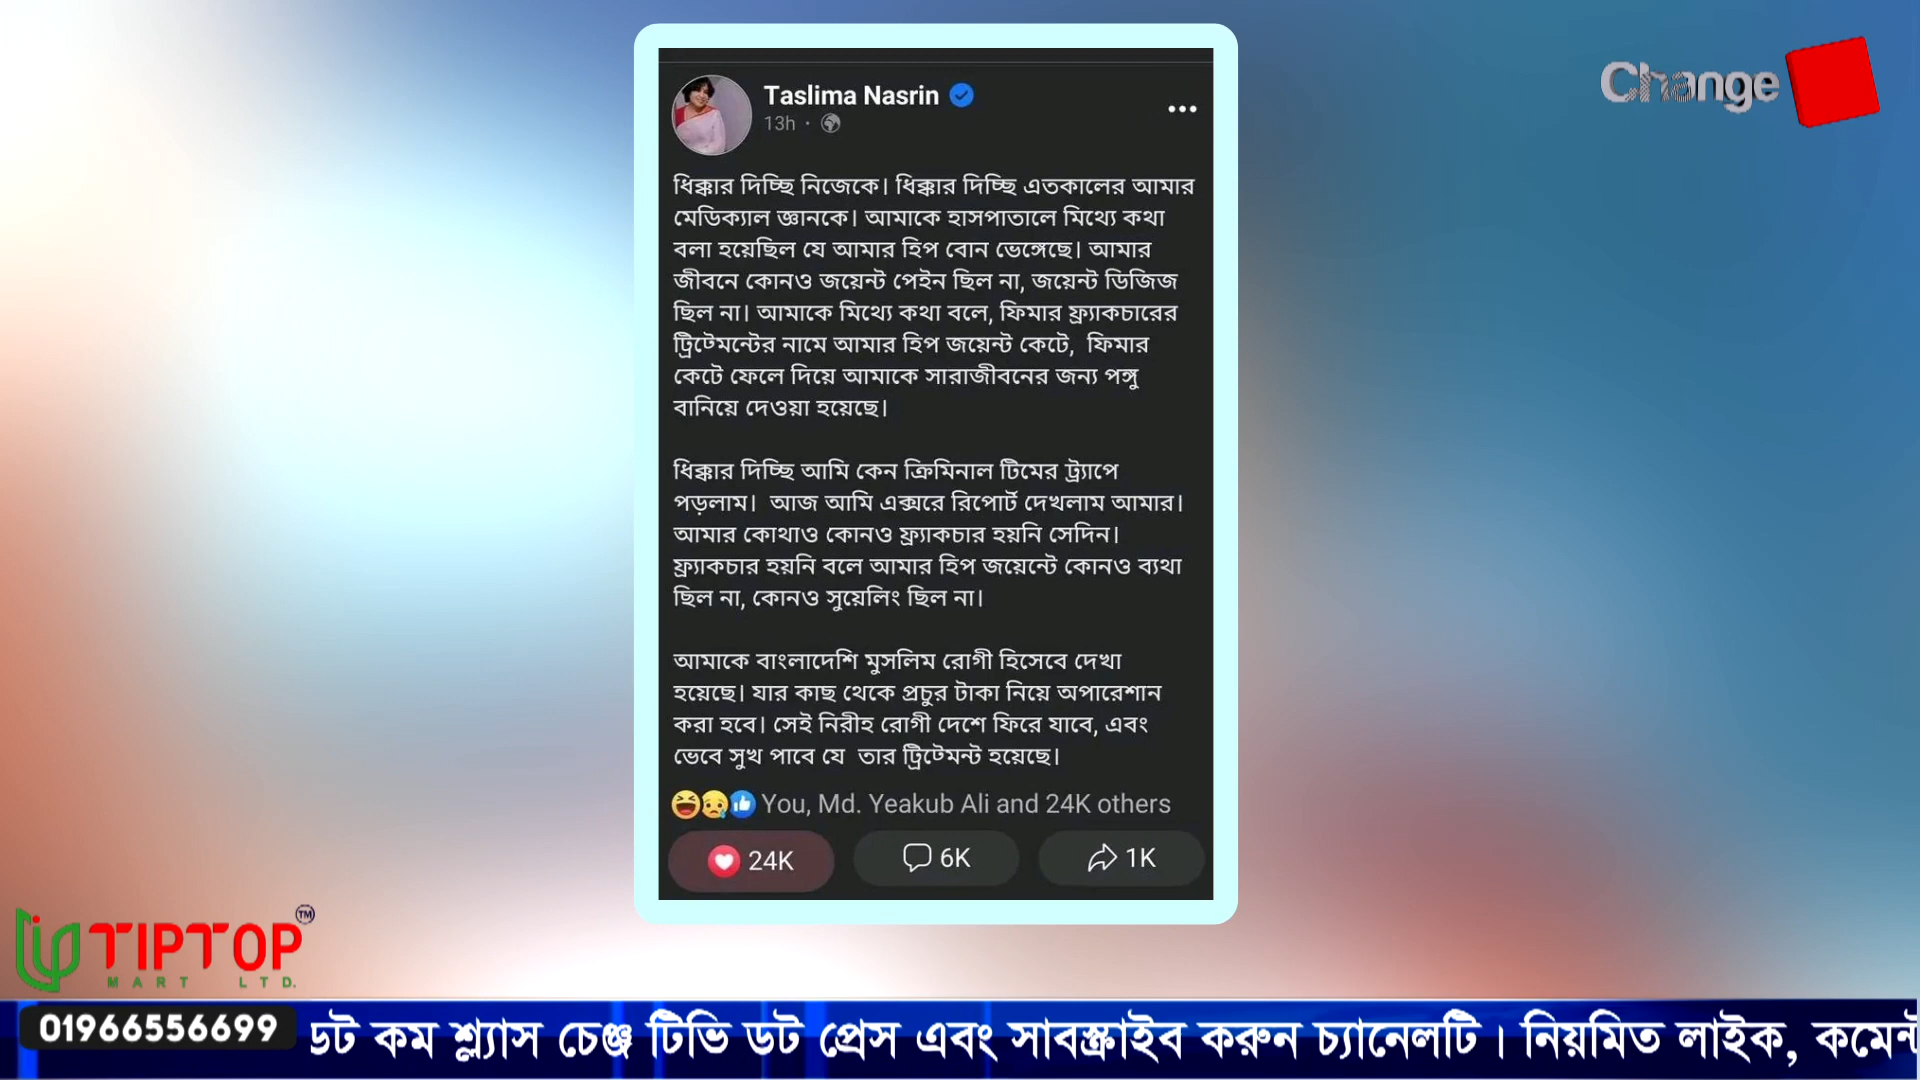 Change
Taslima Nasrin
13h ·
ধিক্কার দিচ্ছি নিজেকে। ধিক্কার দিচ্ছি এতকালের আমার
মেডিক্যাল জ্ঞানকে। আমাকে হাসপাতালে মিথ্যে কথা
বলা হয়েছিল যে আমার হিপ বোন ভেঙ্গেছে। আমার
জীবনে কোনও জয়েন্ট পেইন ছিল না, জয়েন্ট ডিজিজ
ছিল না। আমাকে মিথ্যে কথা বলে, ফিমার ফ্র্যাকচারের
ট্রিটমেন্টের নামে আমার হিপ জয়েন্ট কেটে, ফিমার
কেটে ফেলে দিয়ে আমাকে সারাজীবনের জন্য পঙ্গু
বানিয়ে দেওয়া হয়েছে।
ধিক্কার দিচ্ছি আমি কেন ক্রিমিনাল টিমের ট্র্যাপে
পড়লাম। আজ আমি এক্সরে রিপোর্ট দেখলাম আমার।
আমার কোথাও কোনও ফ্র্যাকচার হয়নি সেদিন।
ফ্র্যাকচার হয়নি বলে আমার হিপ জয়েন্টে কোনও ব্যথা
ছিল না, কোনও সুয়েলিং ছিল না।
আমাকে বাংলাদেশি মুসলিম রোগী হিসেবে দেখা
হয়েছে। যার কাছ থেকে প্রচুর টাকা নিয়ে অপারেশান
করা হবে। সেই নিরীহ রোগী দেশে ফিরে যাবে, এবং
ভেবে সুখ পাবে যে তার ট্রিটমেন্ট হয়েছে।
You, Md. Yeakub Ali and 24K others
24K 6K 1K
TIPTOP TM
MART LTD.
01966556699 ডট কম শ্ল্যাস চেঞ্জ টিভি ডট প্রেস এবং সাবস্ক্রাইব করুন চ্যানেলটি। নিয়মিত লাইক, কমেন্ট